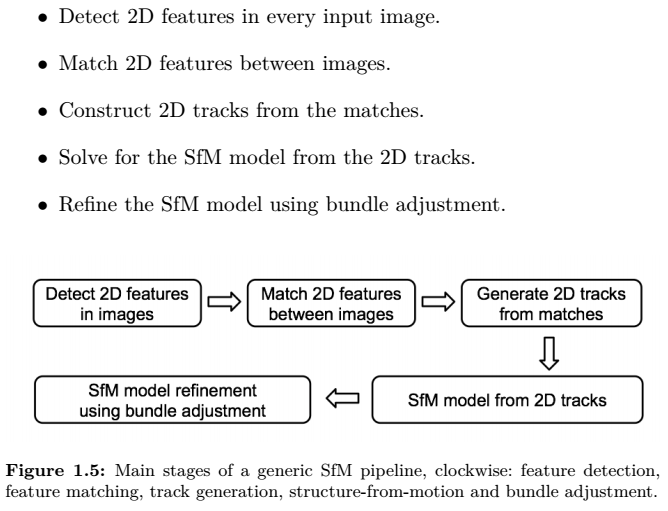 • Detect 2D features in every input image.
• Match 2D features between images.
• Construct 2D tracks from the matches.
• Solve for the SfM model from the 2D tracks.
• Refine the SfM model using bundle adjustment.
Detect 2D features
in images
Match 2D features
between images
Generate 2D tracks
from matches
SfM model from 2D tracks
SfM model refinement
using bundle adjustment
Figure 1.5: Main stages of a generic SfM pipeline, clockwise: feature detection,
feature matching, track generation, structure-from-motion and bundle adjustment.